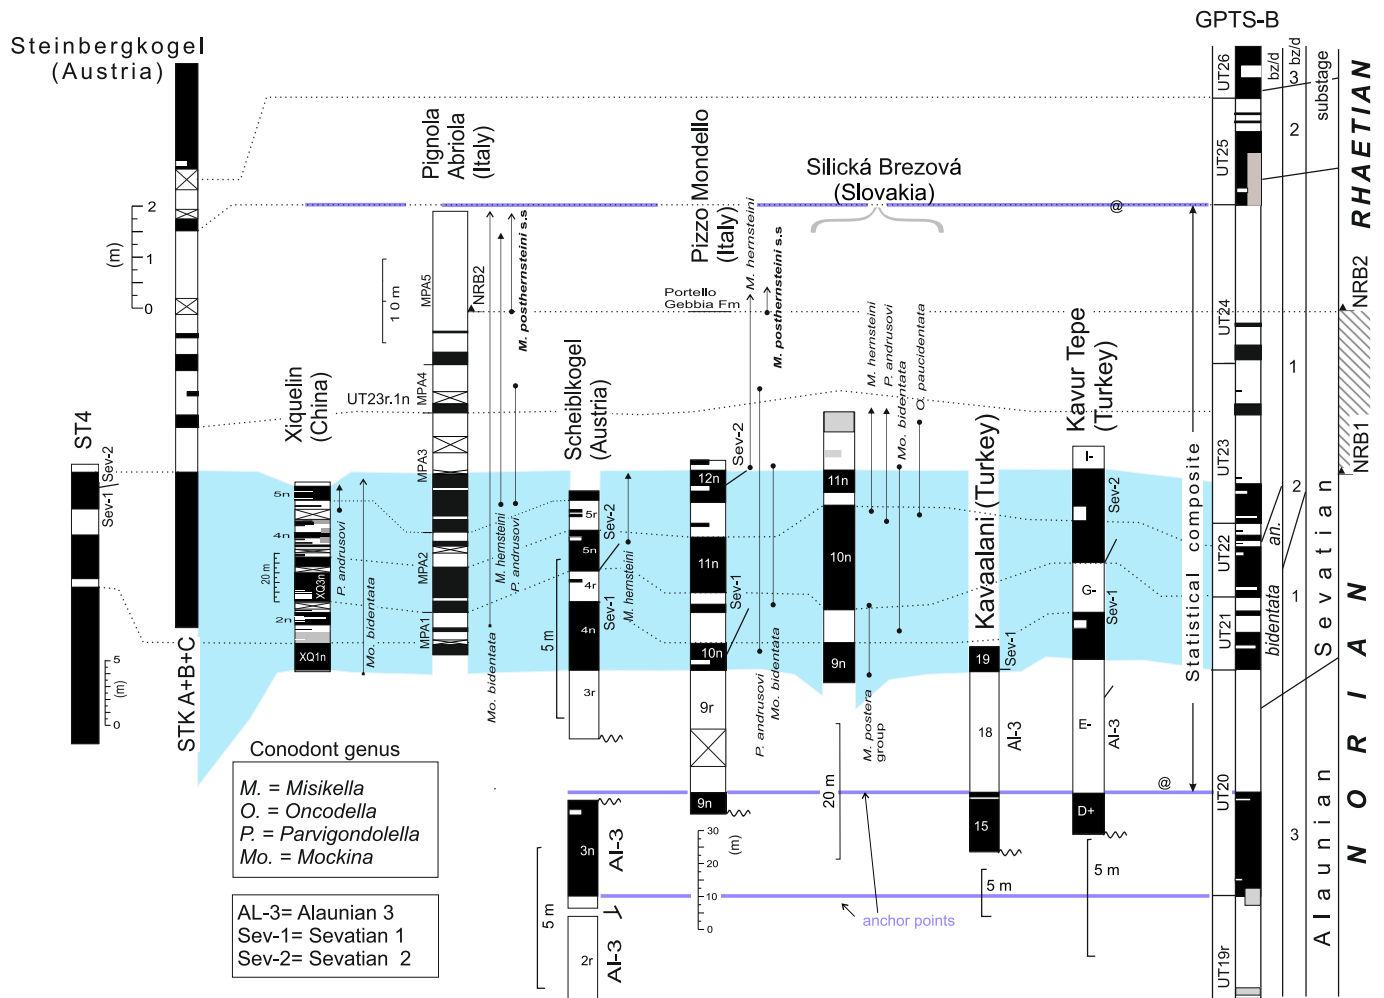 GPTS-B
Steinbergkogel
(Austria)
Pignola
Abriola
(Italy)
Pizzo Mondello
(Italy)
Silická Brezová
(Slovakia)
Xiquelin
(China)
Scheiblkogel
(Austria)
Kavaalani (Turkey)
Kavur Tepe
(Turkey)
ST4
STK A+B+C
Sev-1
Sev-2
2
1
0
(m)
5
0
(m)
5n
4n
XQ3n
2n
XQ1n
20 m
P. andrusovi
Mo. bidentata
10 m
MPA5
MPA4
MPA3
MPA2
MPA1
UT23r.1n
NRB2
Mo. bidentata
M. hernsteini
P. andrusovi
M. posthernsteini s.s
5r
5n
4r
4n
3r
3n
2r
Sev-2
Sev-1
Al-3
Al-3
5 m
5 m
M. hernsteini
Portello
Gebbia Fm
12n
11n
10n
9r
9n
Sev-2
Sev-1
30
20
10
0
(m)
M. hernsteini
M. posthernsteini s.s
P. andrusovi
Mo. bidentata
11n
10n
9n
20 m
M. hernsteini
P. andrusovi
Mo. bidentata
O. paucidentata
M. postera
group
19
18
15
Sev-1
Al-3
5 m
G-
E-
D+
Sev-2
Sev-1
Al-3
5 m
@
@
Statistical composite
anchor points
UT26
UT25
UT24
UT23
UT22
UT21
UT20
UT19r
bz/d
bz/d
substage
3
2
1
2
1
3
an.
bidentata
Sevatian
Alaunian
NRB2
NRB1
RHAETIAN
NORIAN
Conodont genus
M. = Misikella
O. = Oncodella
P. = Parvigondolella
Mo. = Mockina
AL-3= Alaunian 3
Sev-1= Sevatian 1
Sev-2= Sevatian 2